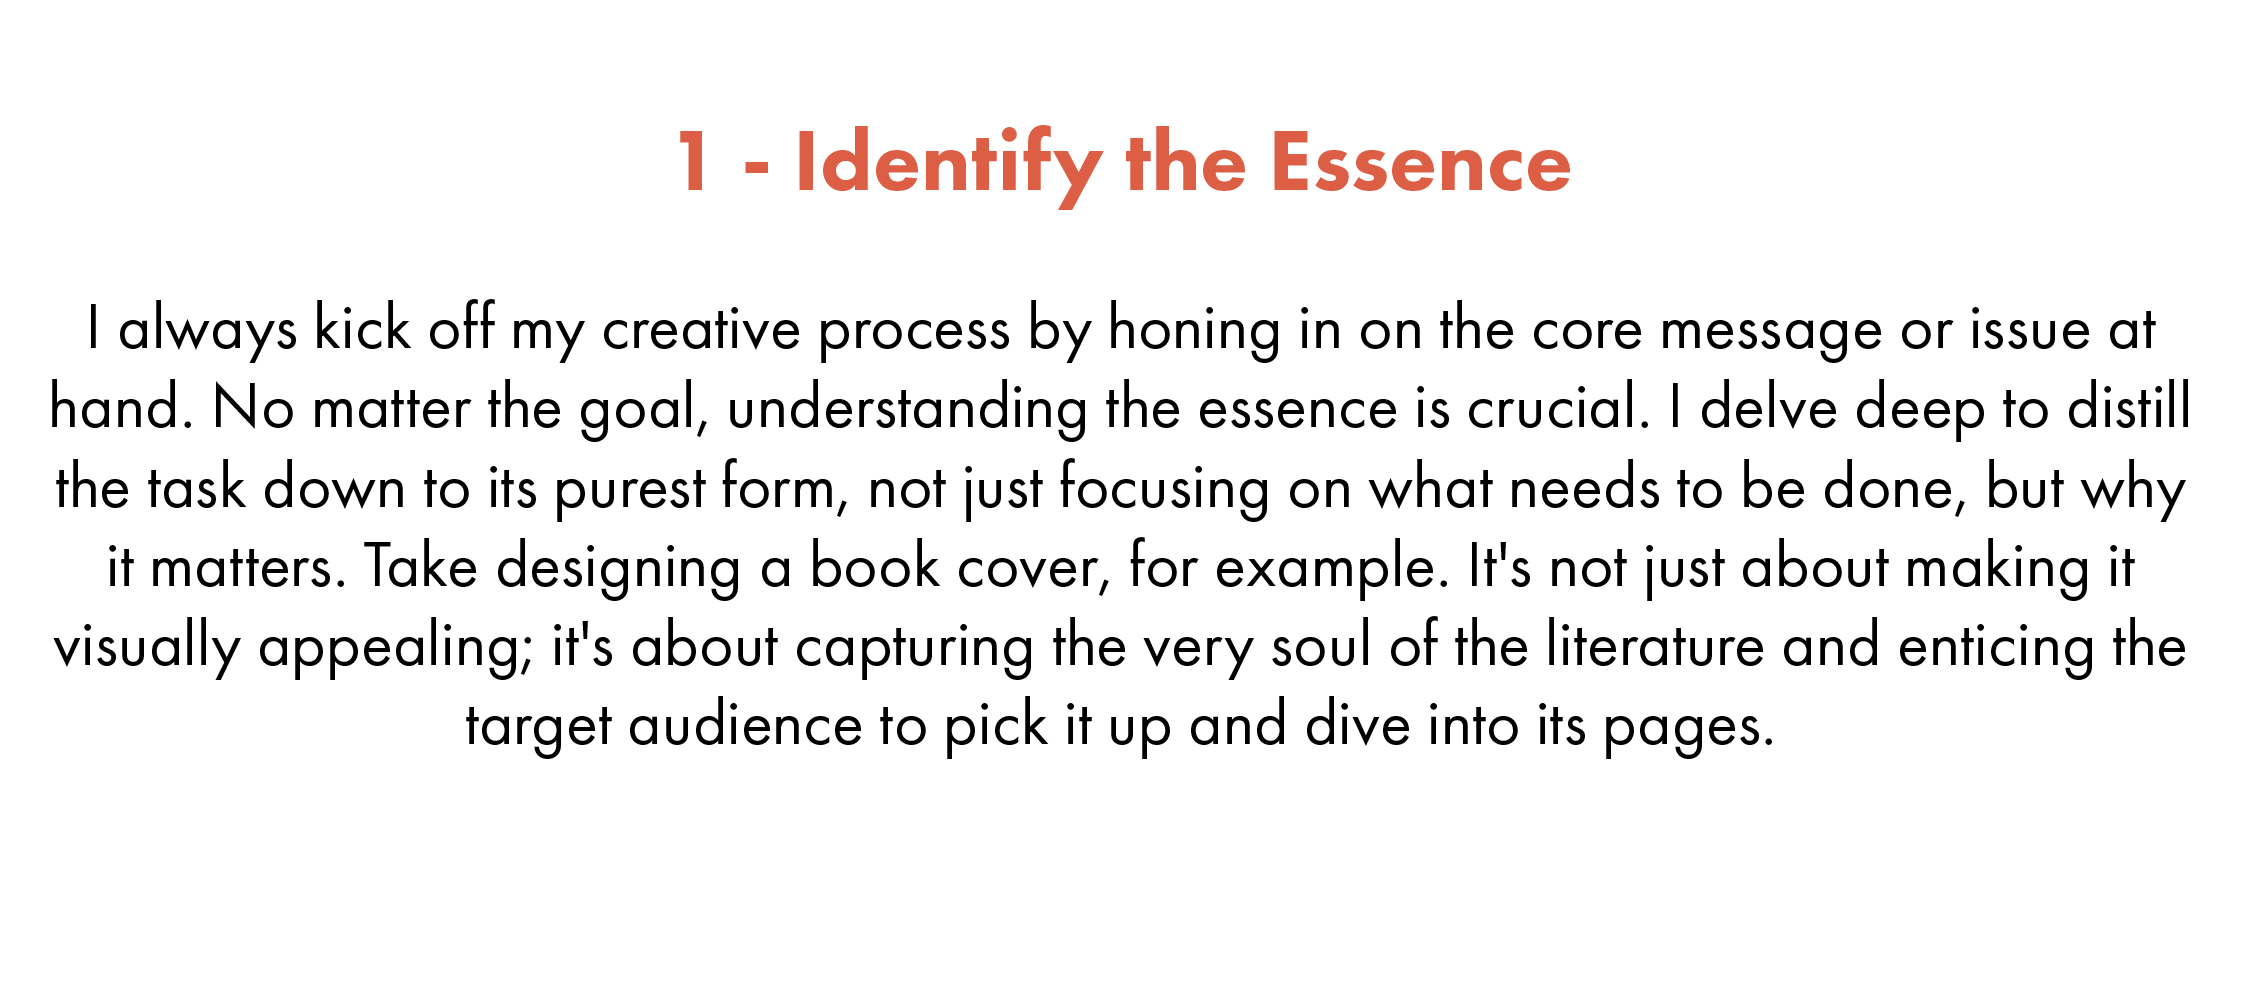 1 - Identify the Essence
I always kick off my creative process by honing in on the core message or issue at
hand. No matter the goal, understanding the essence is crucial. I delve deep to distill
the task down to its purest form, not just focusing on what needs to be done, but why
it matters. Take designing a book cover, for example. It's not just about making it
visually appealing; it's about capturing the very soul of the literature and enticing the
target audience to pick it up and dive into its pages.